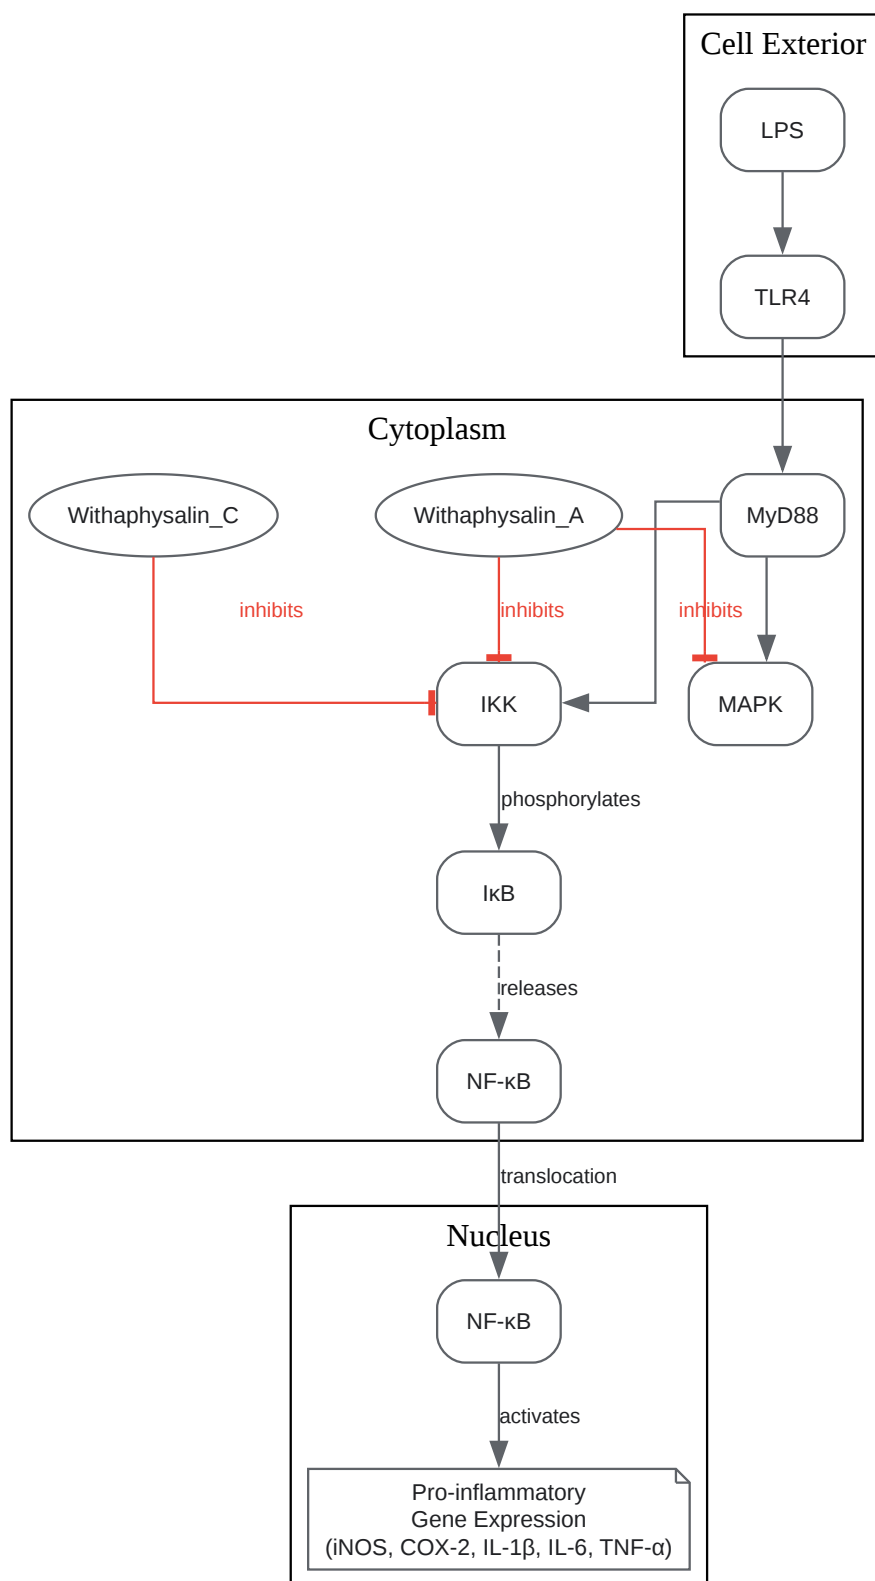 Cell Exterior
LPS
TLR4
Cytoplasm
Withaphysalin_C
Withaphysalin_A
MyD88
inhibits
inhibits
inhibits
IKK
MAPK
phosphorylates
IκB
releases
NF-κB
translocation
Nucleus
NF-κB
activates
Pro-inflammatory
Gene Expression
(iNOS, COX-2, IL-1β, IL-6, TNF-α)